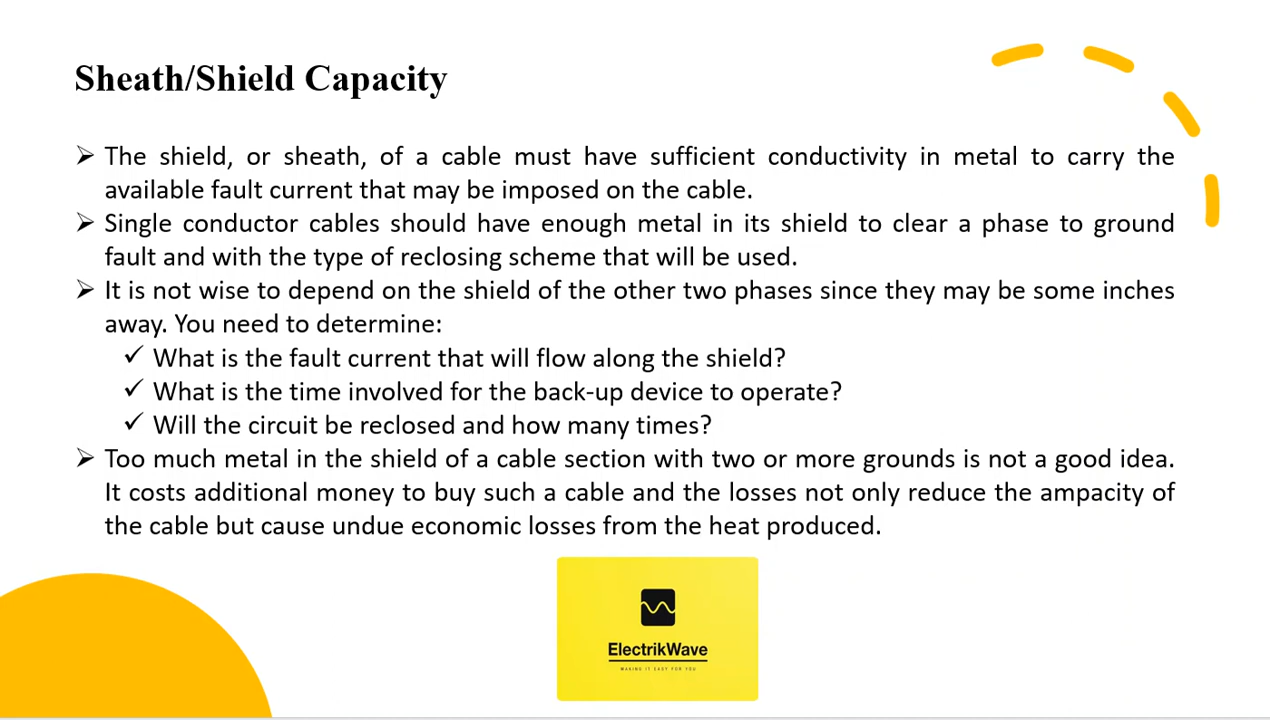 Sheath/Shield Capacity
➢ The shield, or sheath, of a cable must have sufficient conductivity in metal to carry the
available fault current that may be imposed on the cable.
➢ Single conductor cables should have enough metal in its shield to clear a phase to ground
fault and with the type of reclosing scheme that will be used.
➢ It is not wise to depend on the shield of the other two phases since they may be some inches
away. You need to determine:
✓ What is the fault current that will flow along the shield?
✓ What is the time involved for the back-up device to operate?
✓ Will the circuit be reclosed and how many times?
➢ Too much metal in the shield of a cable section with two or more grounds is not a good idea.
It costs additional money to buy such a cable and the losses not only reduce the ampacity of
the cable but cause undue economic losses from the heat produced.
ElectrikWave
MAKING IT EASY FOR YOU